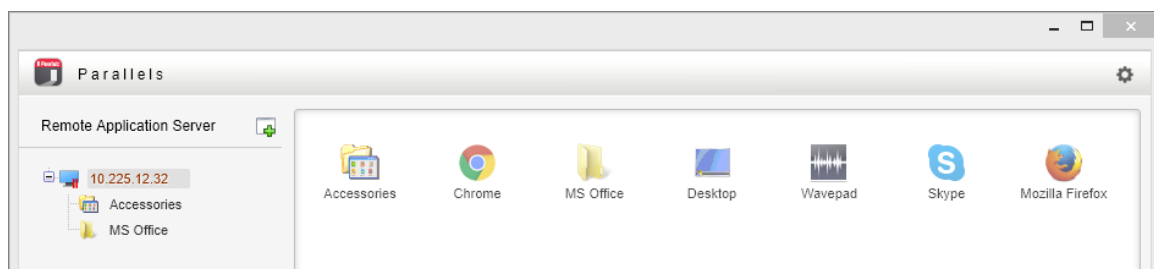 Parallels
Remote Application Server
10.225.12.32
Accessories
MS Office
Accessories Chrome MS Office Desktop Wavepad Skype Mozilla Firefox